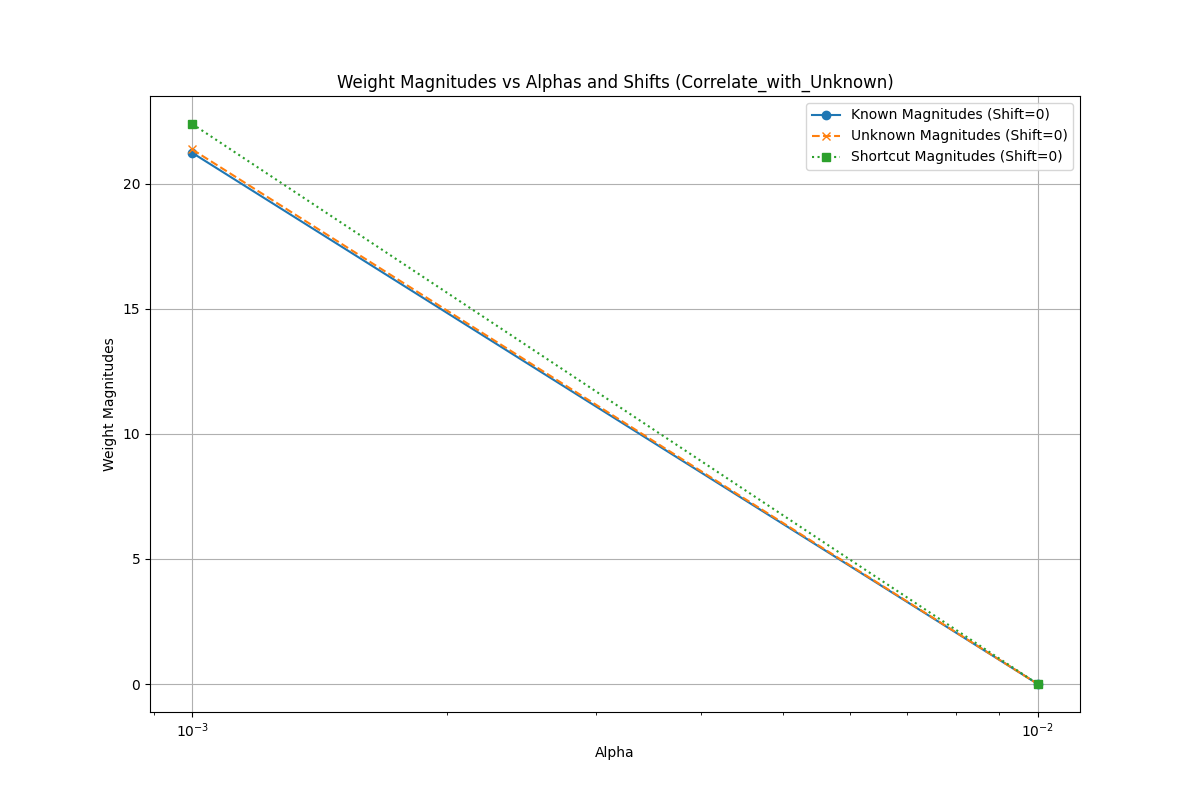 Weight Magnitudes vs Alphas and Shifts (Correlate_with_Unknown)
Known Magnitudes (Shift=0)
Unknown Magnitudes (Shift=0)
Shortcut Magnitudes (Shift=0)
20
15
10
5
0
Weight Magnitudes
10⁻³
10⁻²
Alpha